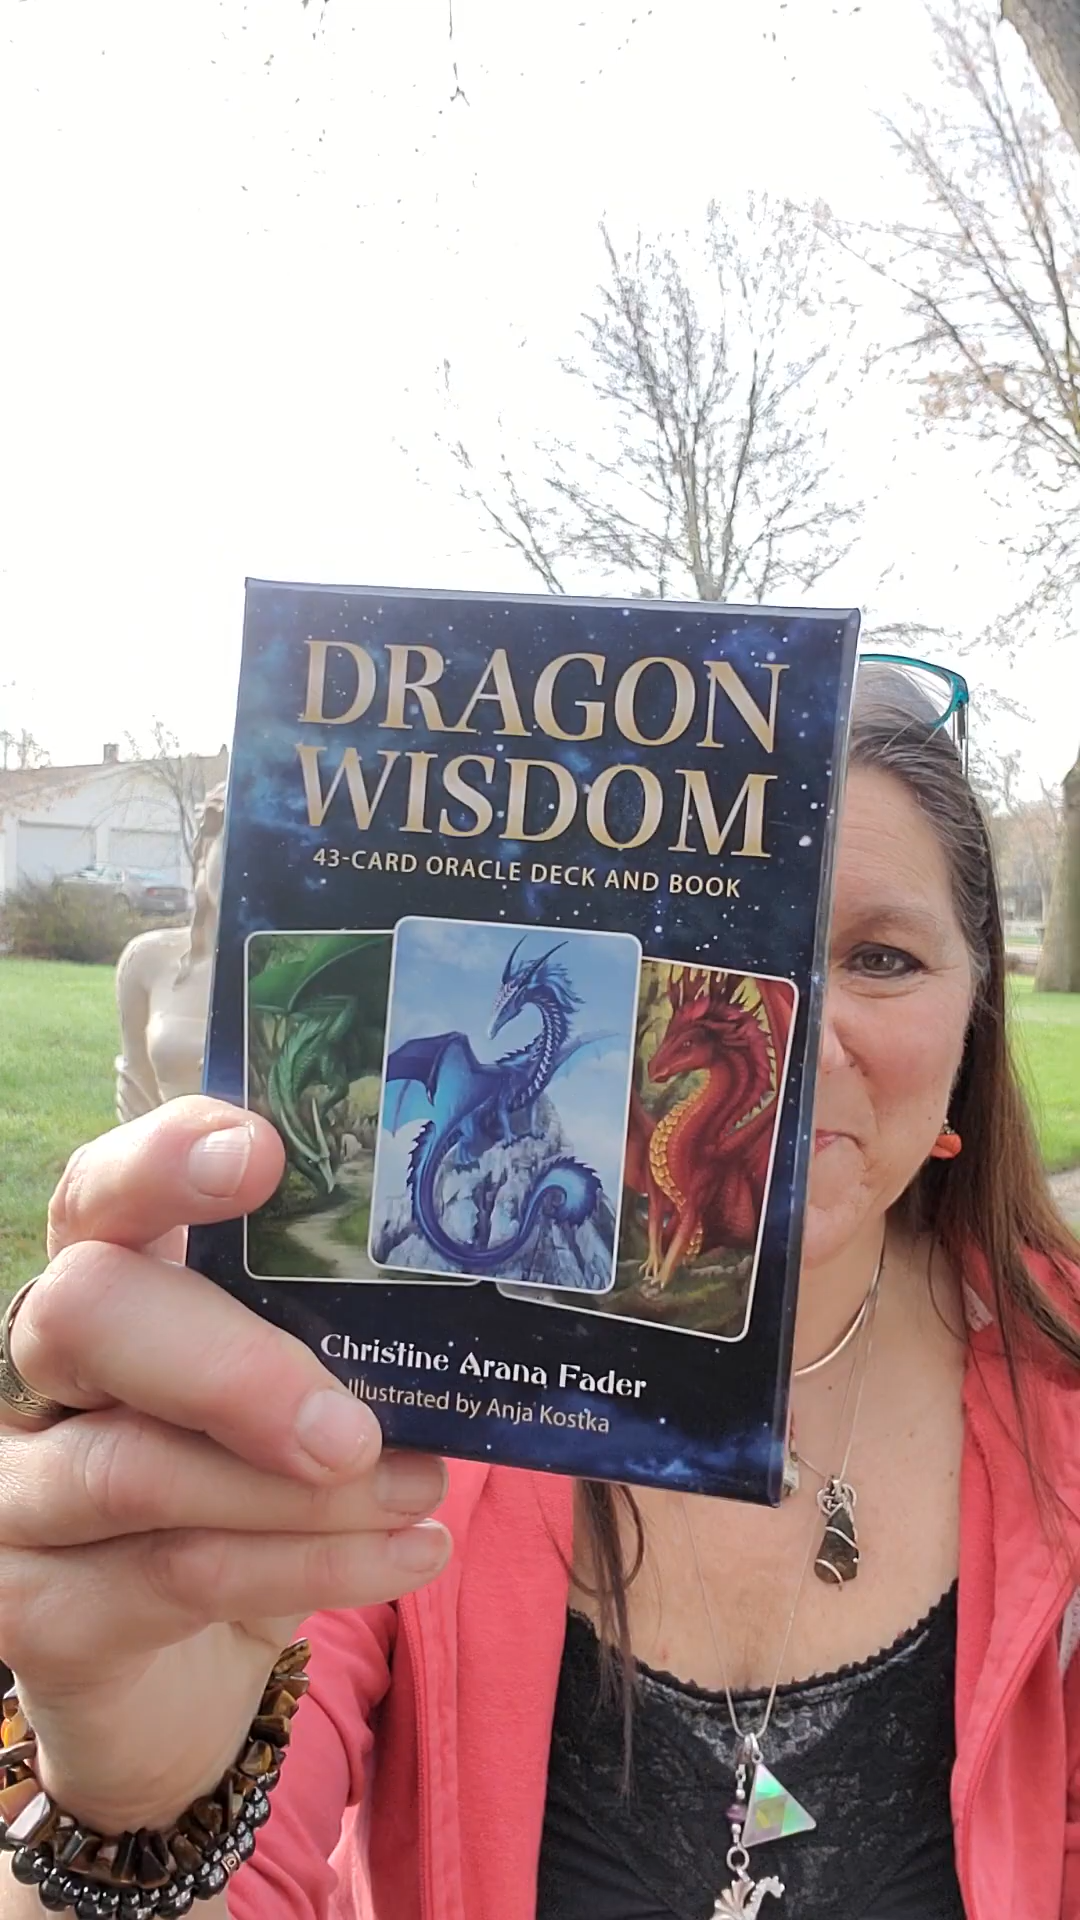 DRAGON
WISDOM
43-CARD ORACLE DECK AND BOOK
Christine Arana Fader
Illustrated by Anja Kostka